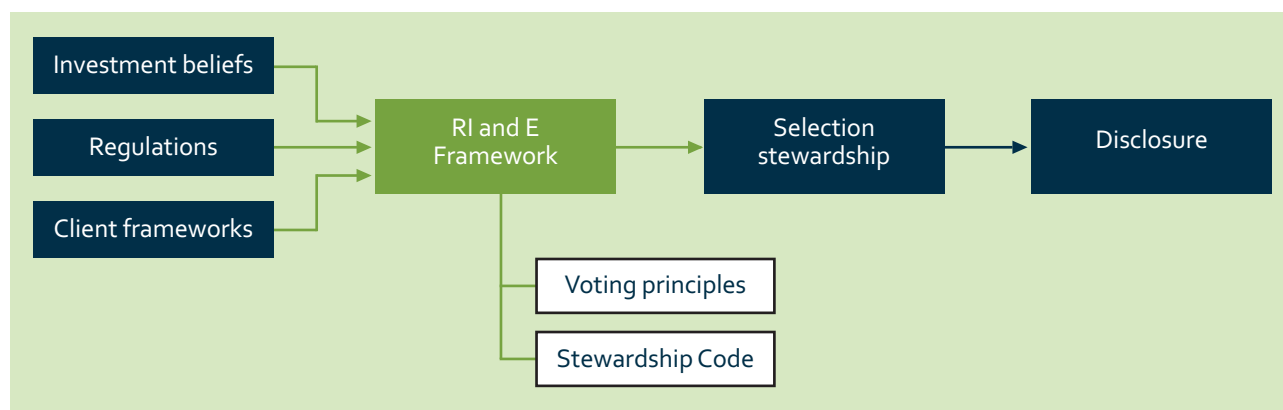 Investment beliefs
Regulations
Client frameworks
RI and E
Framework
Selection
stewardship
Disclosure
Voting principles
Stewardship Code